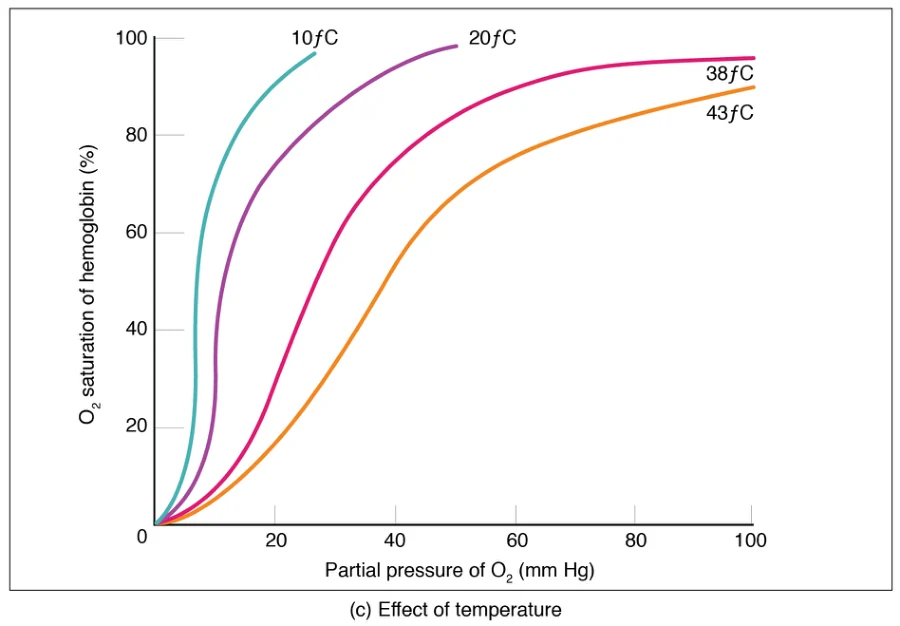 100
80
60
40
20
0
O2 saturation of hemoglobin (%)
10ƒC
20ƒC
38ƒC
43ƒC
20
40
60
80
100
Partial pressure of O2 (mm Hg)
(c) Effect of temperature